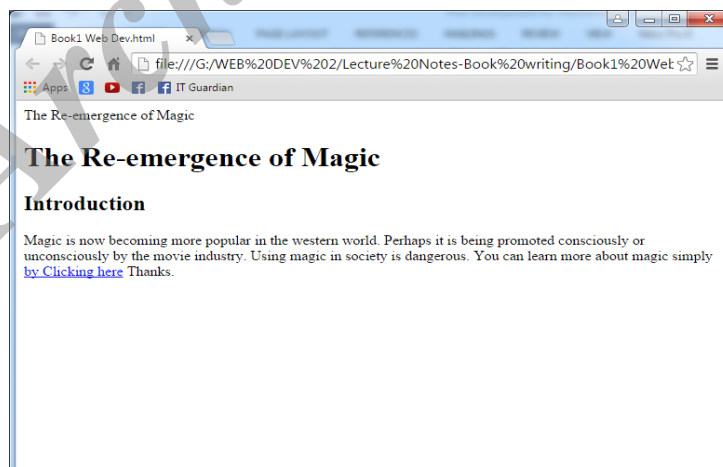 Book1 Web Dev.html
file:///G:/WEB%20DEV%202/Lecture%20Notes-Book%20writing/Book1%20Web
Apps IT Guardian
The Re-emergence of Magic
The Re-emergence of Magic
Introduction
Magic is now becoming more popular in the western world. Perhaps it is being promoted consciously or
unconsciously by the movie industry. Using magic in society is dangerous. You can learn more about magic simply
by Clicking here Thanks.